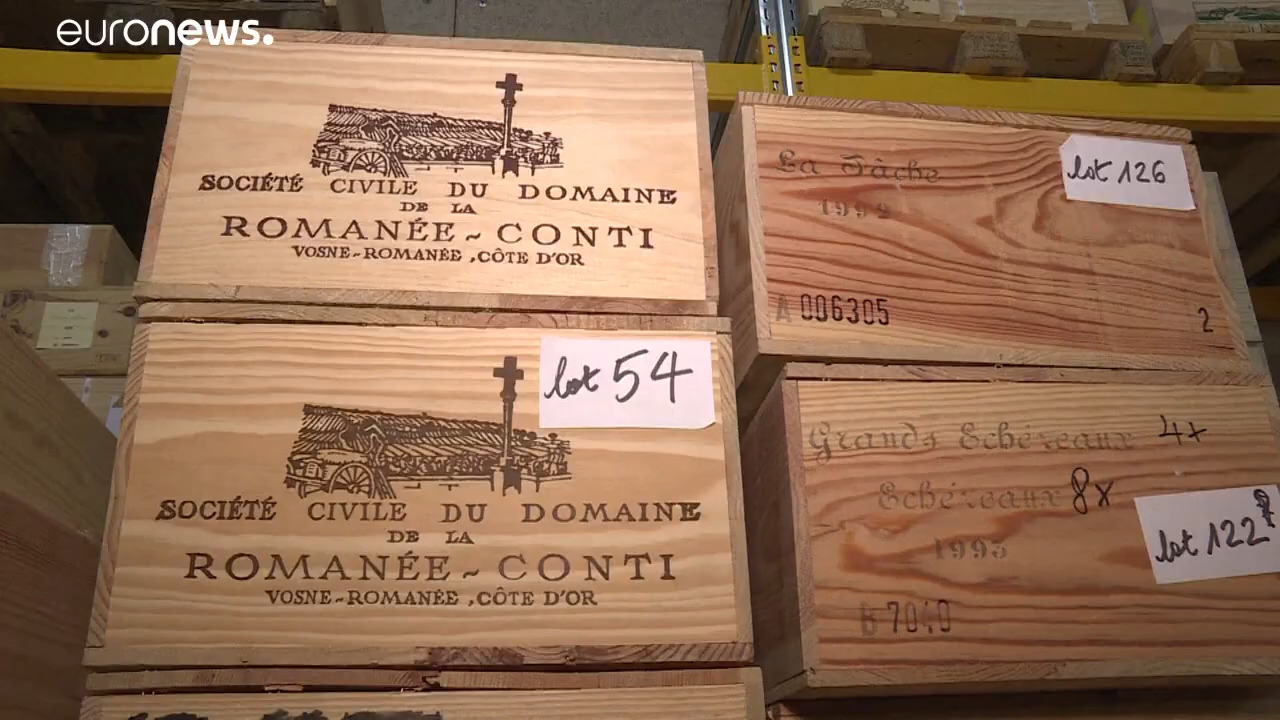 euronews.
SOCIÉTÉ CIVILE DU DOMAINE
DE LA
ROMANÉE-CONTI
VOSNE-ROMANÉE, CÔTE D'OR
lot 54
SOCIÉTÉ CIVILE DU DOMAINE
DE LA
ROMANÉE-CONTI
VOSNE-ROMANÉE, CÔTE D'OR
La Tâche
lot 126
A 006305
2
Grands Echézeaux 4x
Echézeaux 8x
lot 122
B 7040